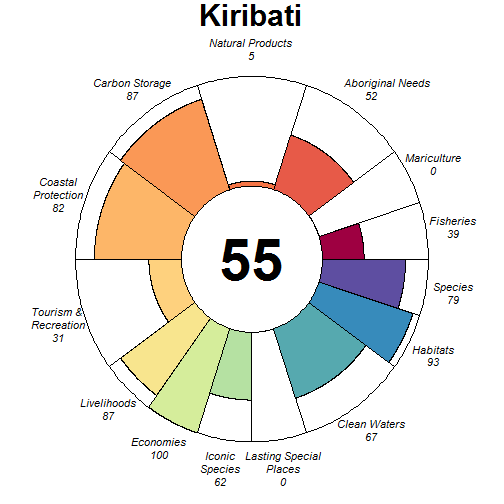 Kiribati
Natural Products
5
Carbon Storage
87
Aboriginal Needs
52
Mariculture
0
Coastal
Protection
82
Fisheries
39
55
Species
79
Tourism &
Recreation
31
Habitats
93
Livelihoods
87
Clean Waters
67
Economies
100
Iconic
Species
62
Lasting Special
Places
0